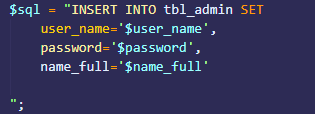 $sql = "INSERT INTO tbl_admin SET
user_name='$user_name',
password='$password',
name_full='$name_full'
";